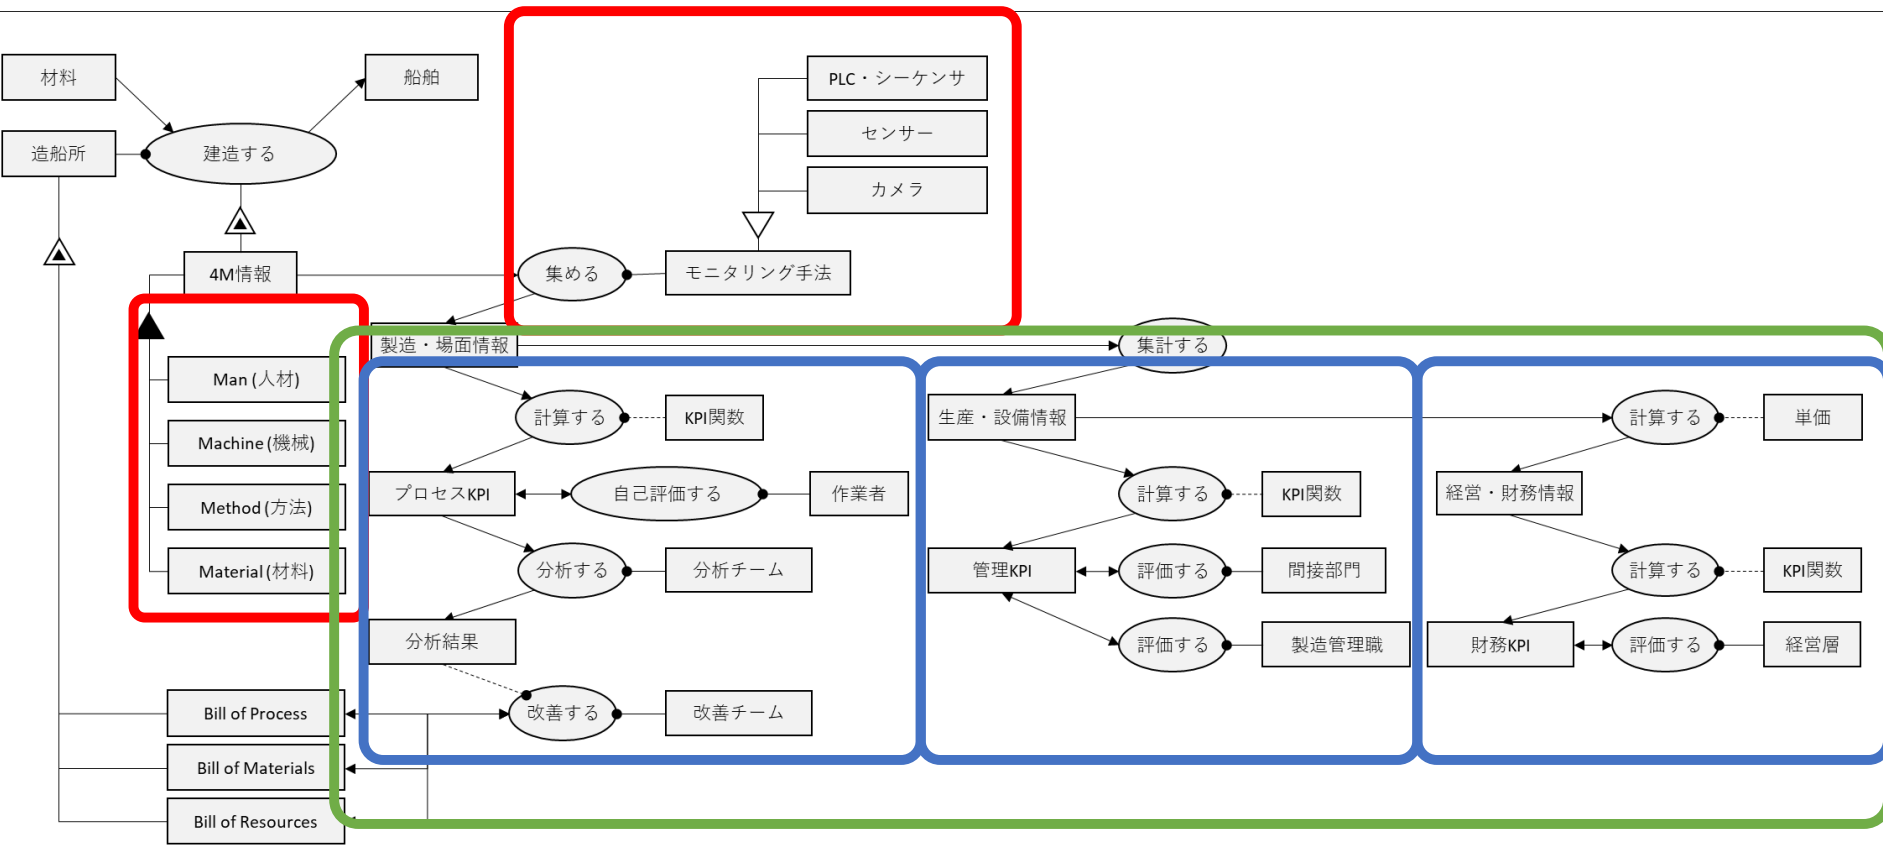 材料
船舶
PLC・シーケンサ
造船所
建造する
センサー
カメラ
4M情報
集める
モニタリング手法
製造・場面情報
集計する
Man (人材)
Machine (機械)
Method (方法)
Material (材料)
計算する
KPI関数
プロセスKPI
自己評価する
作業者
分析する
分析チーム
分析結果
改善する
改善チーム
生産・設備情報
計算する
KPI関数
管理KPI
評価する
間接部門
評価する
製造管理職
計算する
単価
経営・財務情報
計算する
KPI関数
財務KPI
評価する
経営層
Bill of Process
Bill of Materials
Bill of Resources